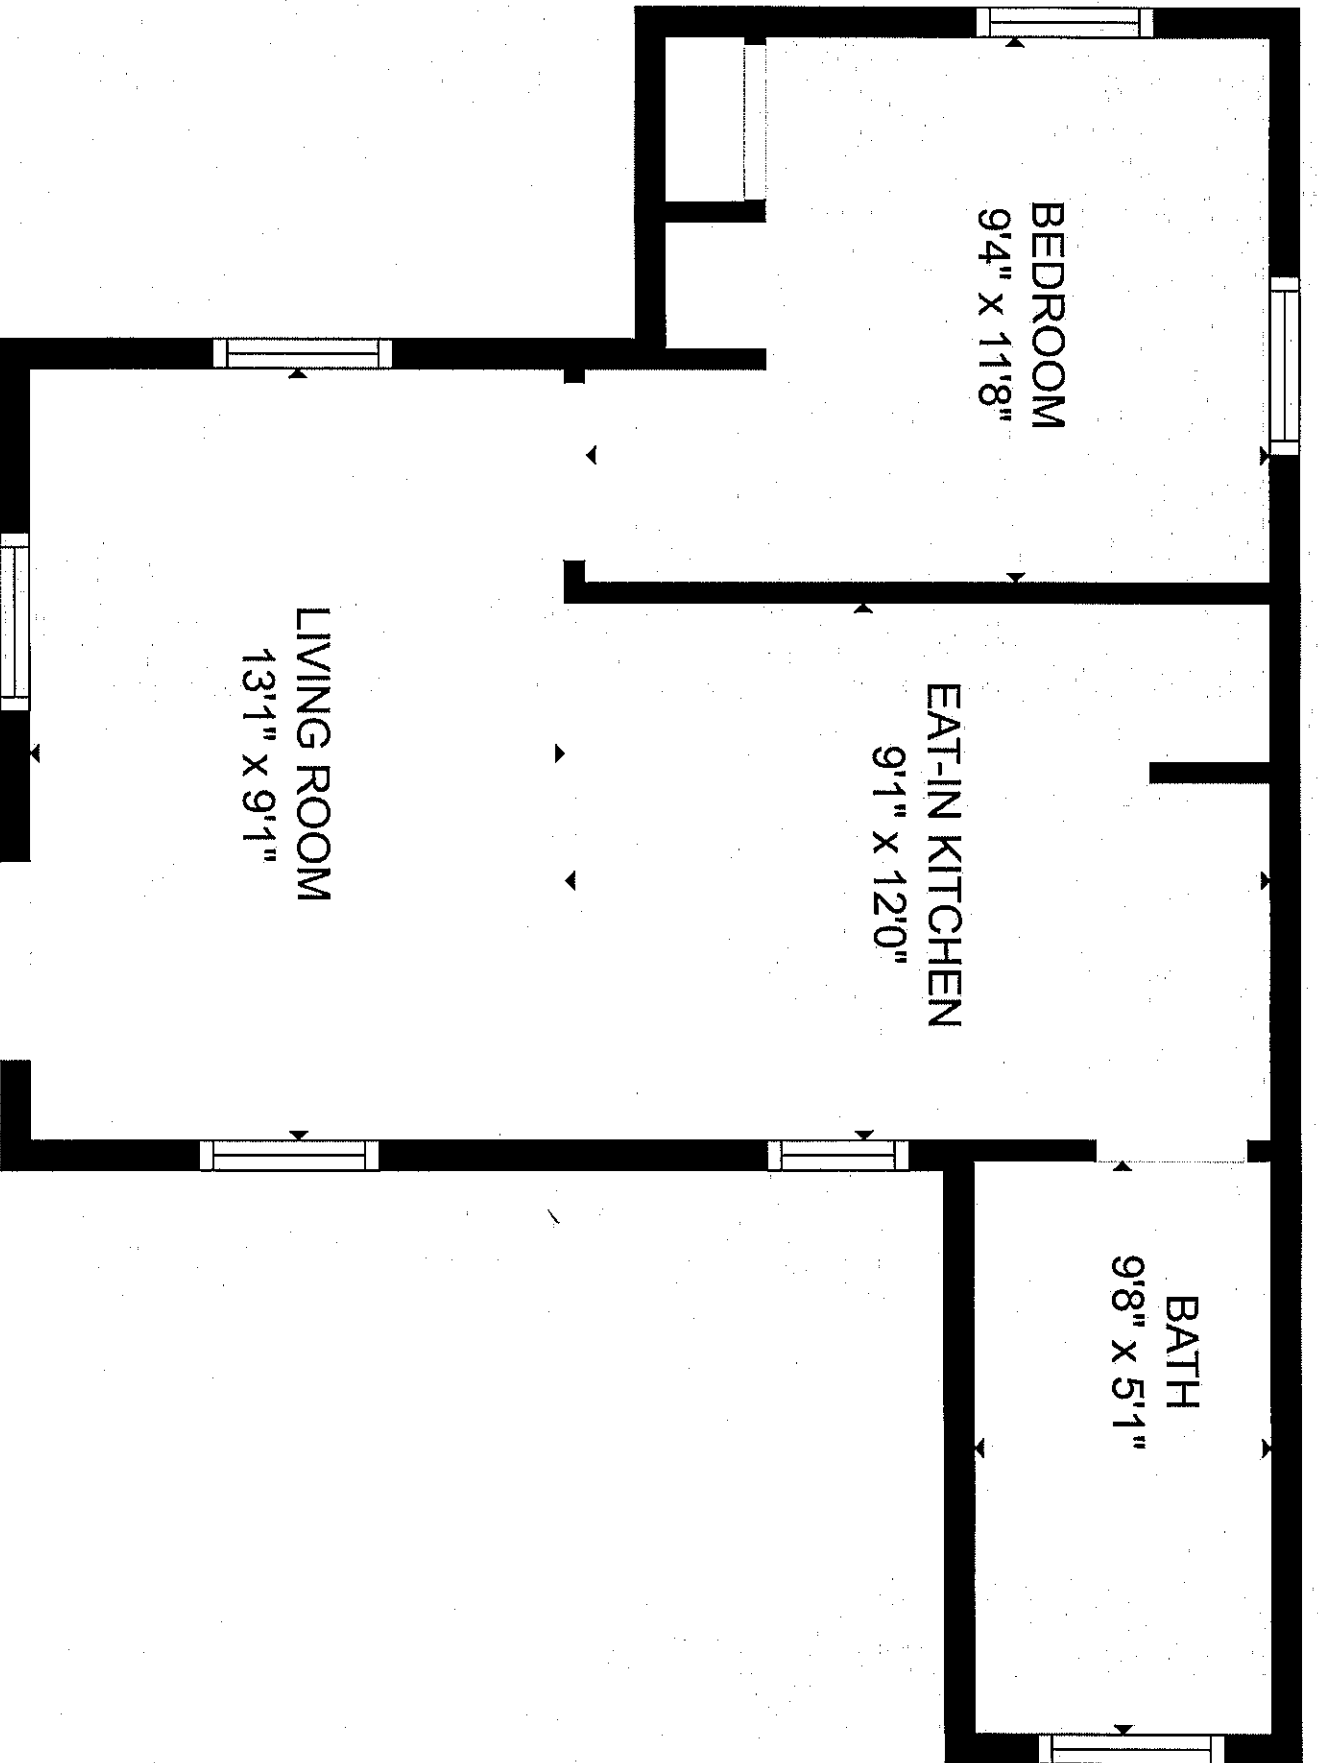 BEDROOM
9'4" x 11'8"
EAT-IN KITCHEN
9'1" x 12'0"
LIVING ROOM
13'1" x 9'1"
BATH
9'8" x 5'1"